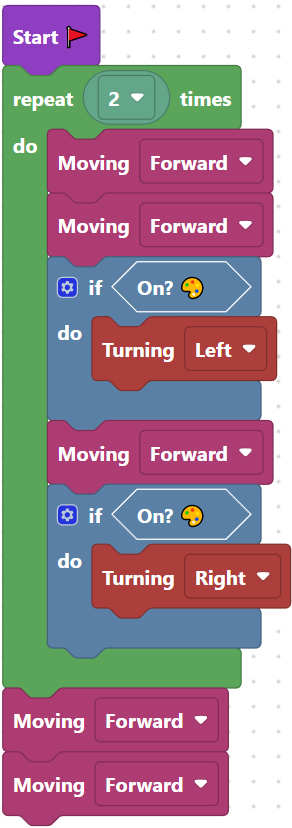 Start
repeat 2 times
do
Moving Forward
Moving Forward
if On?
do
Turning Left
Moving Forward
if On?
do
Turning Right
Moving Forward
Moving Forward